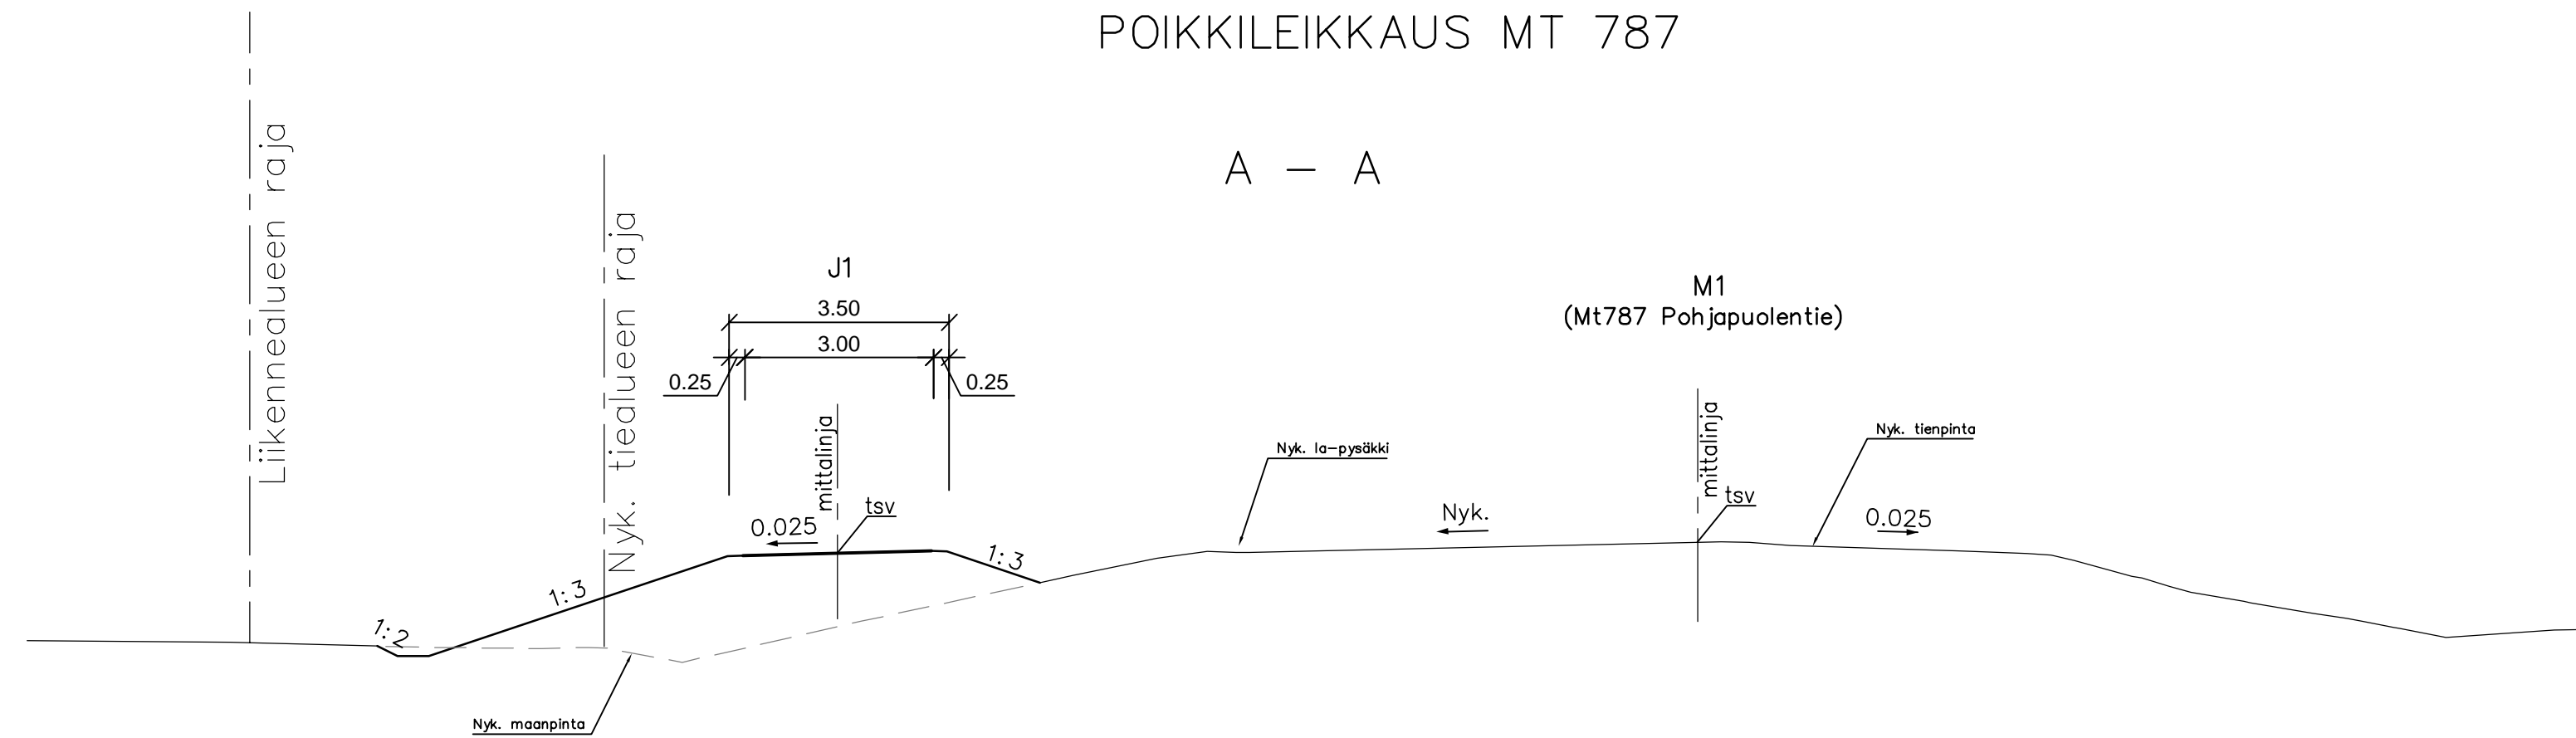 POIKKILEIKKAUS MT 787
A – A
Liikennealueen raja
Nyk. tiealueen raja
J1
3.50
3.00
0.25
0.25
mittalinja
tsv
0.025
1:3
1:3
1:2
Nyk. maanpinta
Nyk. la-pysäkki
M1
(Mt787 Pohjapuolentie)
mittalinja
tsv
Nyk.
Nyk. tienpinta
0.025